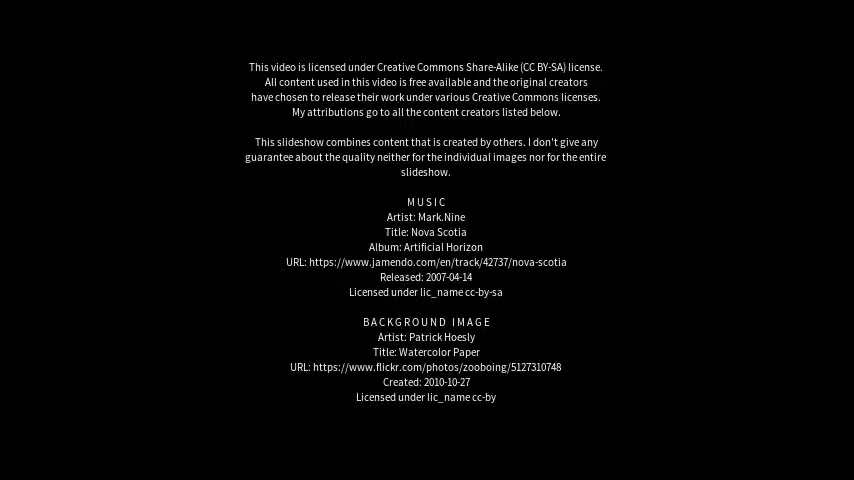 This video is licensed under Creative Commons Share-Alike (CC BY-SA) license.
All content used in this video is free available and the original creators
have chosen to release their work under various Creative Commons licenses.
My attributions go to all the content creators listed below.
This slideshow combines content that is created by others. I don't give any
guarantee about the quality neither for the individual images nor for the entire
slideshow.
MUSIC
Artist: Mark.Nine
Title: Nova Scotia
Album: Artificial Horizon
URL: https://www.jamendo.com/en/track/42737/nova-scotia
Released: 2007-04-14
Licensed under lic_name cc-by-sa
BACKGROUND IMAGE
Artist: Patrick Hoesly
Title: Watercolor Paper
URL: https://www.flickr.com/photos/zooboing/5127310748
Created: 2010-10-27
Licensed under lic_name cc-by